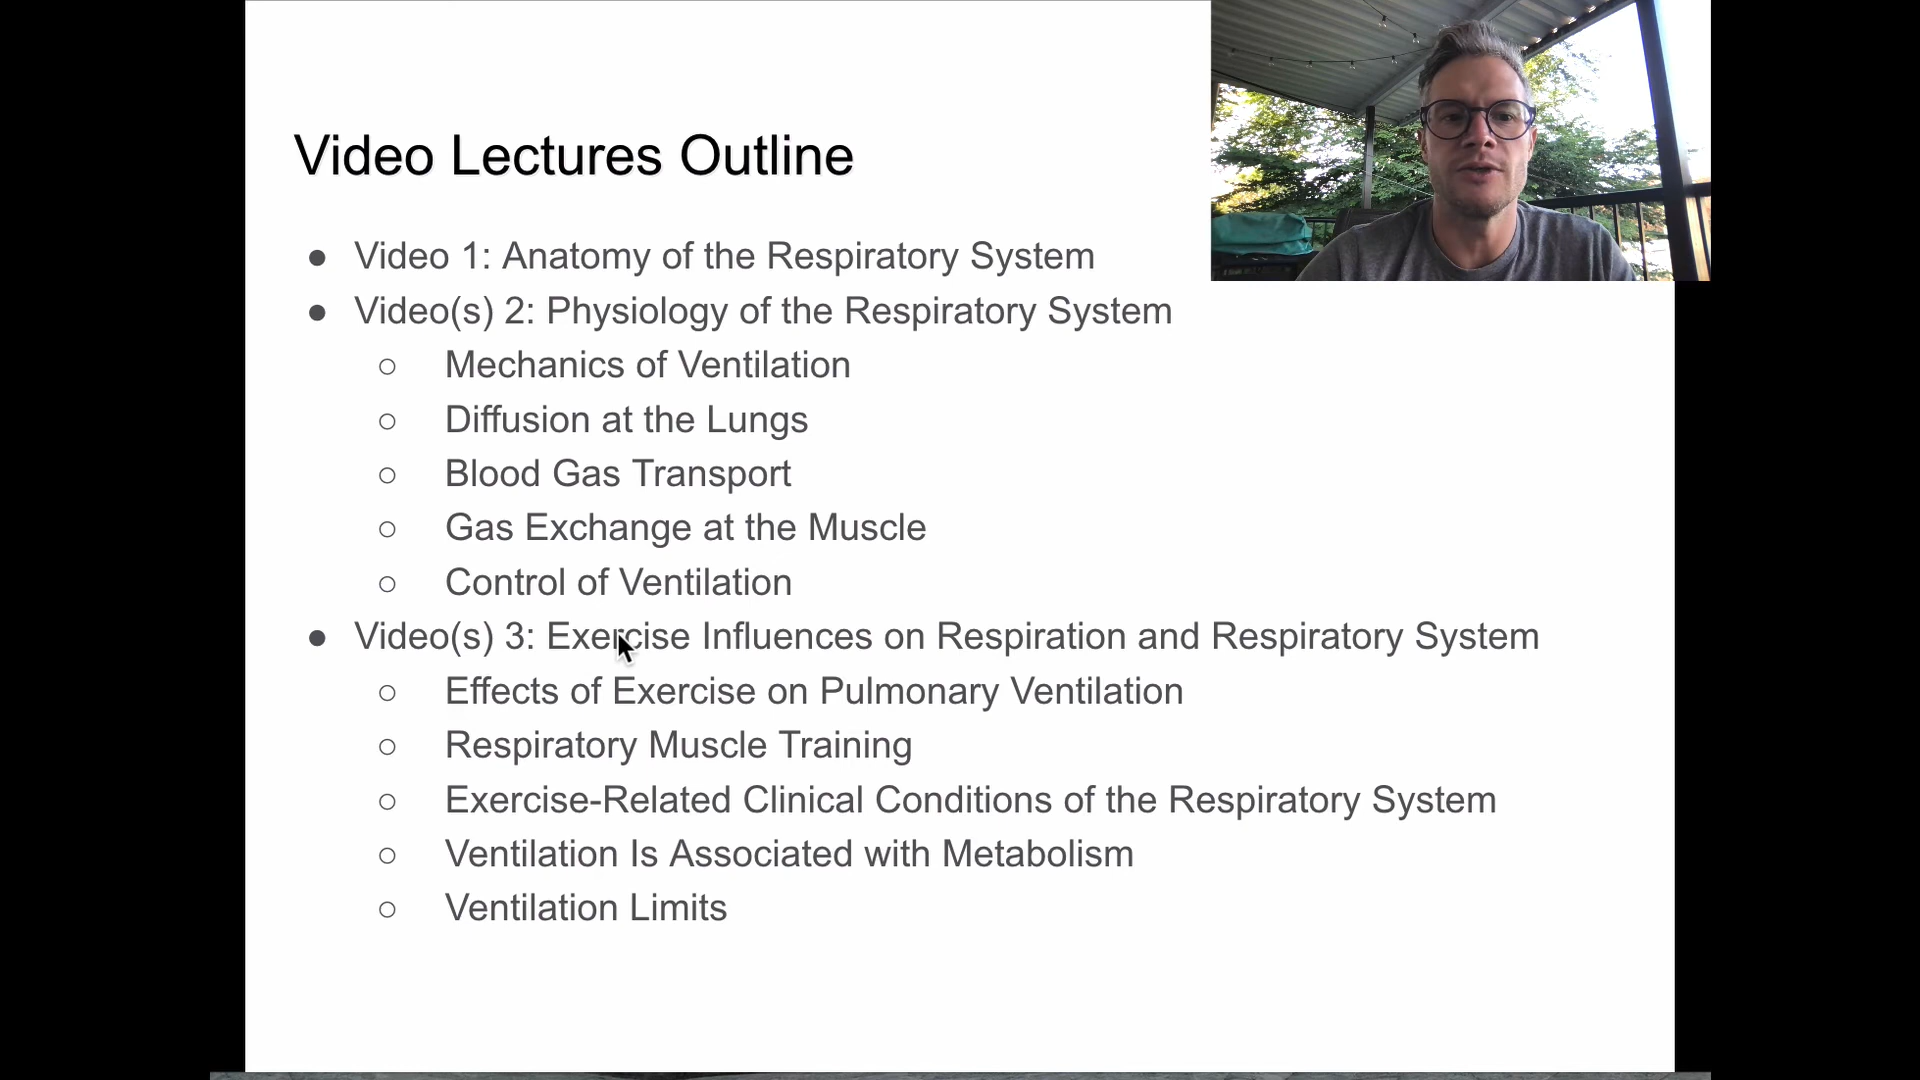 Video Lectures Outline
● Video 1: Anatomy of the Respiratory System
● Video(s) 2: Physiology of the Respiratory System
○ Mechanics of Ventilation
○ Diffusion at the Lungs
○ Blood Gas Transport
○ Gas Exchange at the Muscle
○ Control of Ventilation
● Video(s) 3: Exercise Influences on Respiration and Respiratory System
○ Effects of Exercise on Pulmonary Ventilation
○ Respiratory Muscle Training
○ Exercise-Related Clinical Conditions of the Respiratory System
○ Ventilation Is Associated with Metabolism
○ Ventilation Limits